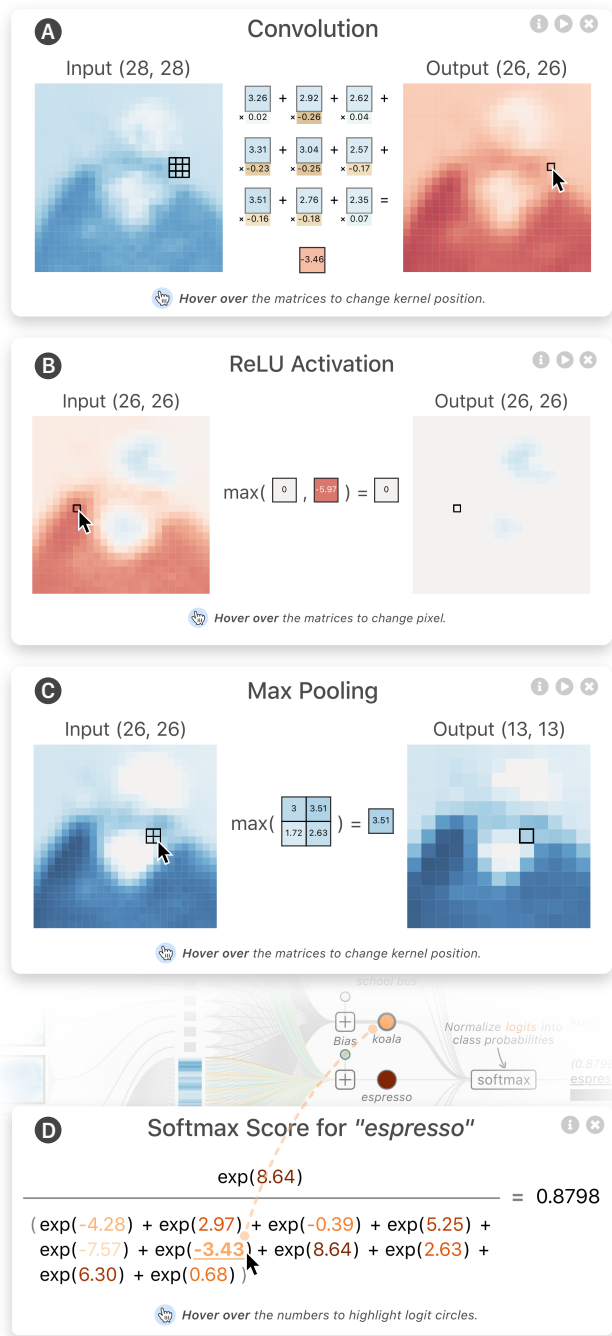 A Convolution
Input (28, 28)
Output (26, 26)
3.26 + 2.92 + 2.62 +
× 0.02 × -0.26 × 0.04
3.31 + 3.04 + 2.57 +
× -0.23 × -0.25 × -0.17
3.51 + 2.76 + 2.35 =
× -0.16 × -0.18 × 0.07
-3.46
Hover over the matrices to change kernel position.
B ReLU Activation
Input (26, 26)
Output (26, 26)
max( 0 , -5.97 ) = 0
Hover over the matrices to change pixel.
C Max Pooling
Input (26, 26)
Output (13, 13)
3 3.51
max( ) = 3.51
1.72 2.63
Hover over the matrices to change kernel position.
school bus
Bias
koala
Normalize logits into
class probabilities
softmax
espresso
D Softmax Score for "espresso"
exp(8.64)
= 0.8798
(exp(-4.28) + exp(2.97) + exp(-0.39) + exp(5.25) +
exp(-7.57) + exp(-3.43) + exp(8.64) + exp(2.63) +
exp(6.30) + exp(0.68) )
Hover over the numbers to highlight logit circles.